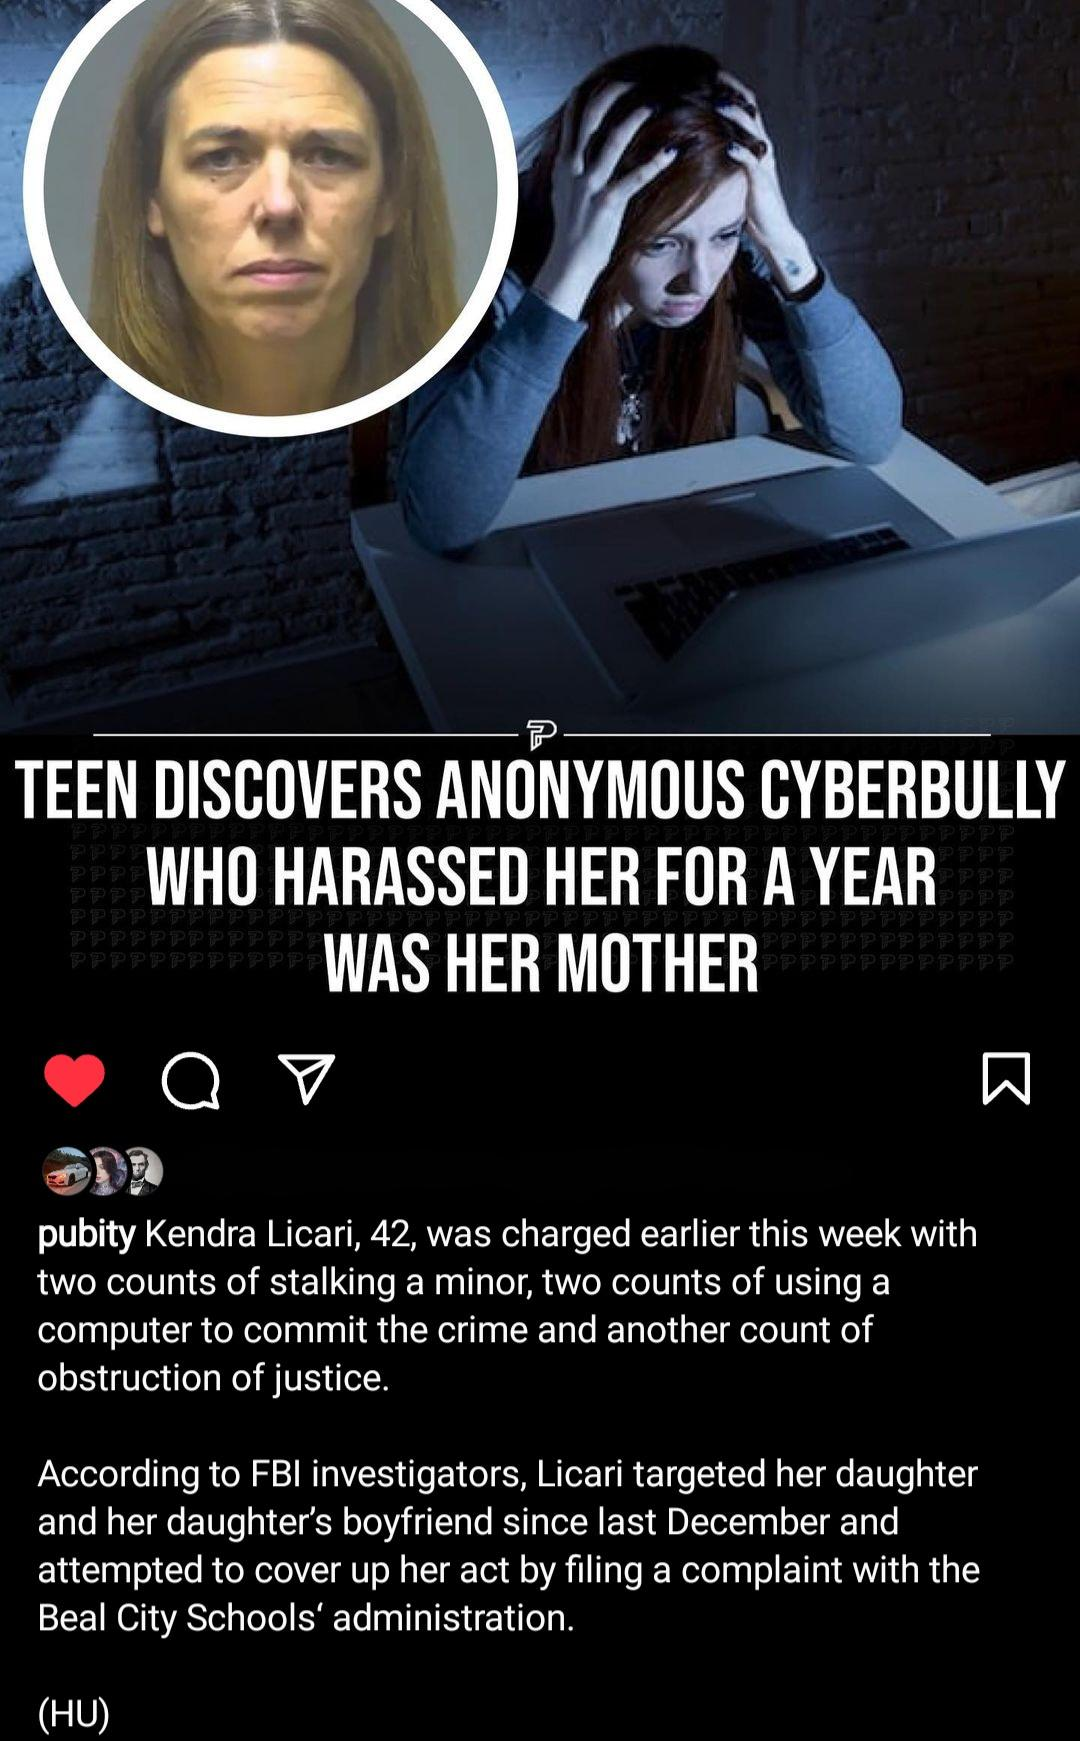 TEEN DISCOVERS ANONYMOUS CYBERBULLY
WHO HARASSED HER FOR A YEAR
WAS HER MOTHER
pubity Kendra Licari, 42, was charged earlier this week with
two counts of stalking a minor, two counts of using a
computer to commit the crime and another count of
obstruction of justice.
According to FBI investigators, Licari targeted her daughter
and her daughter’s boyfriend since last December and
attempted to cover up her act by filing a complaint with the
Beal City Schools‘ administration.
(HU)